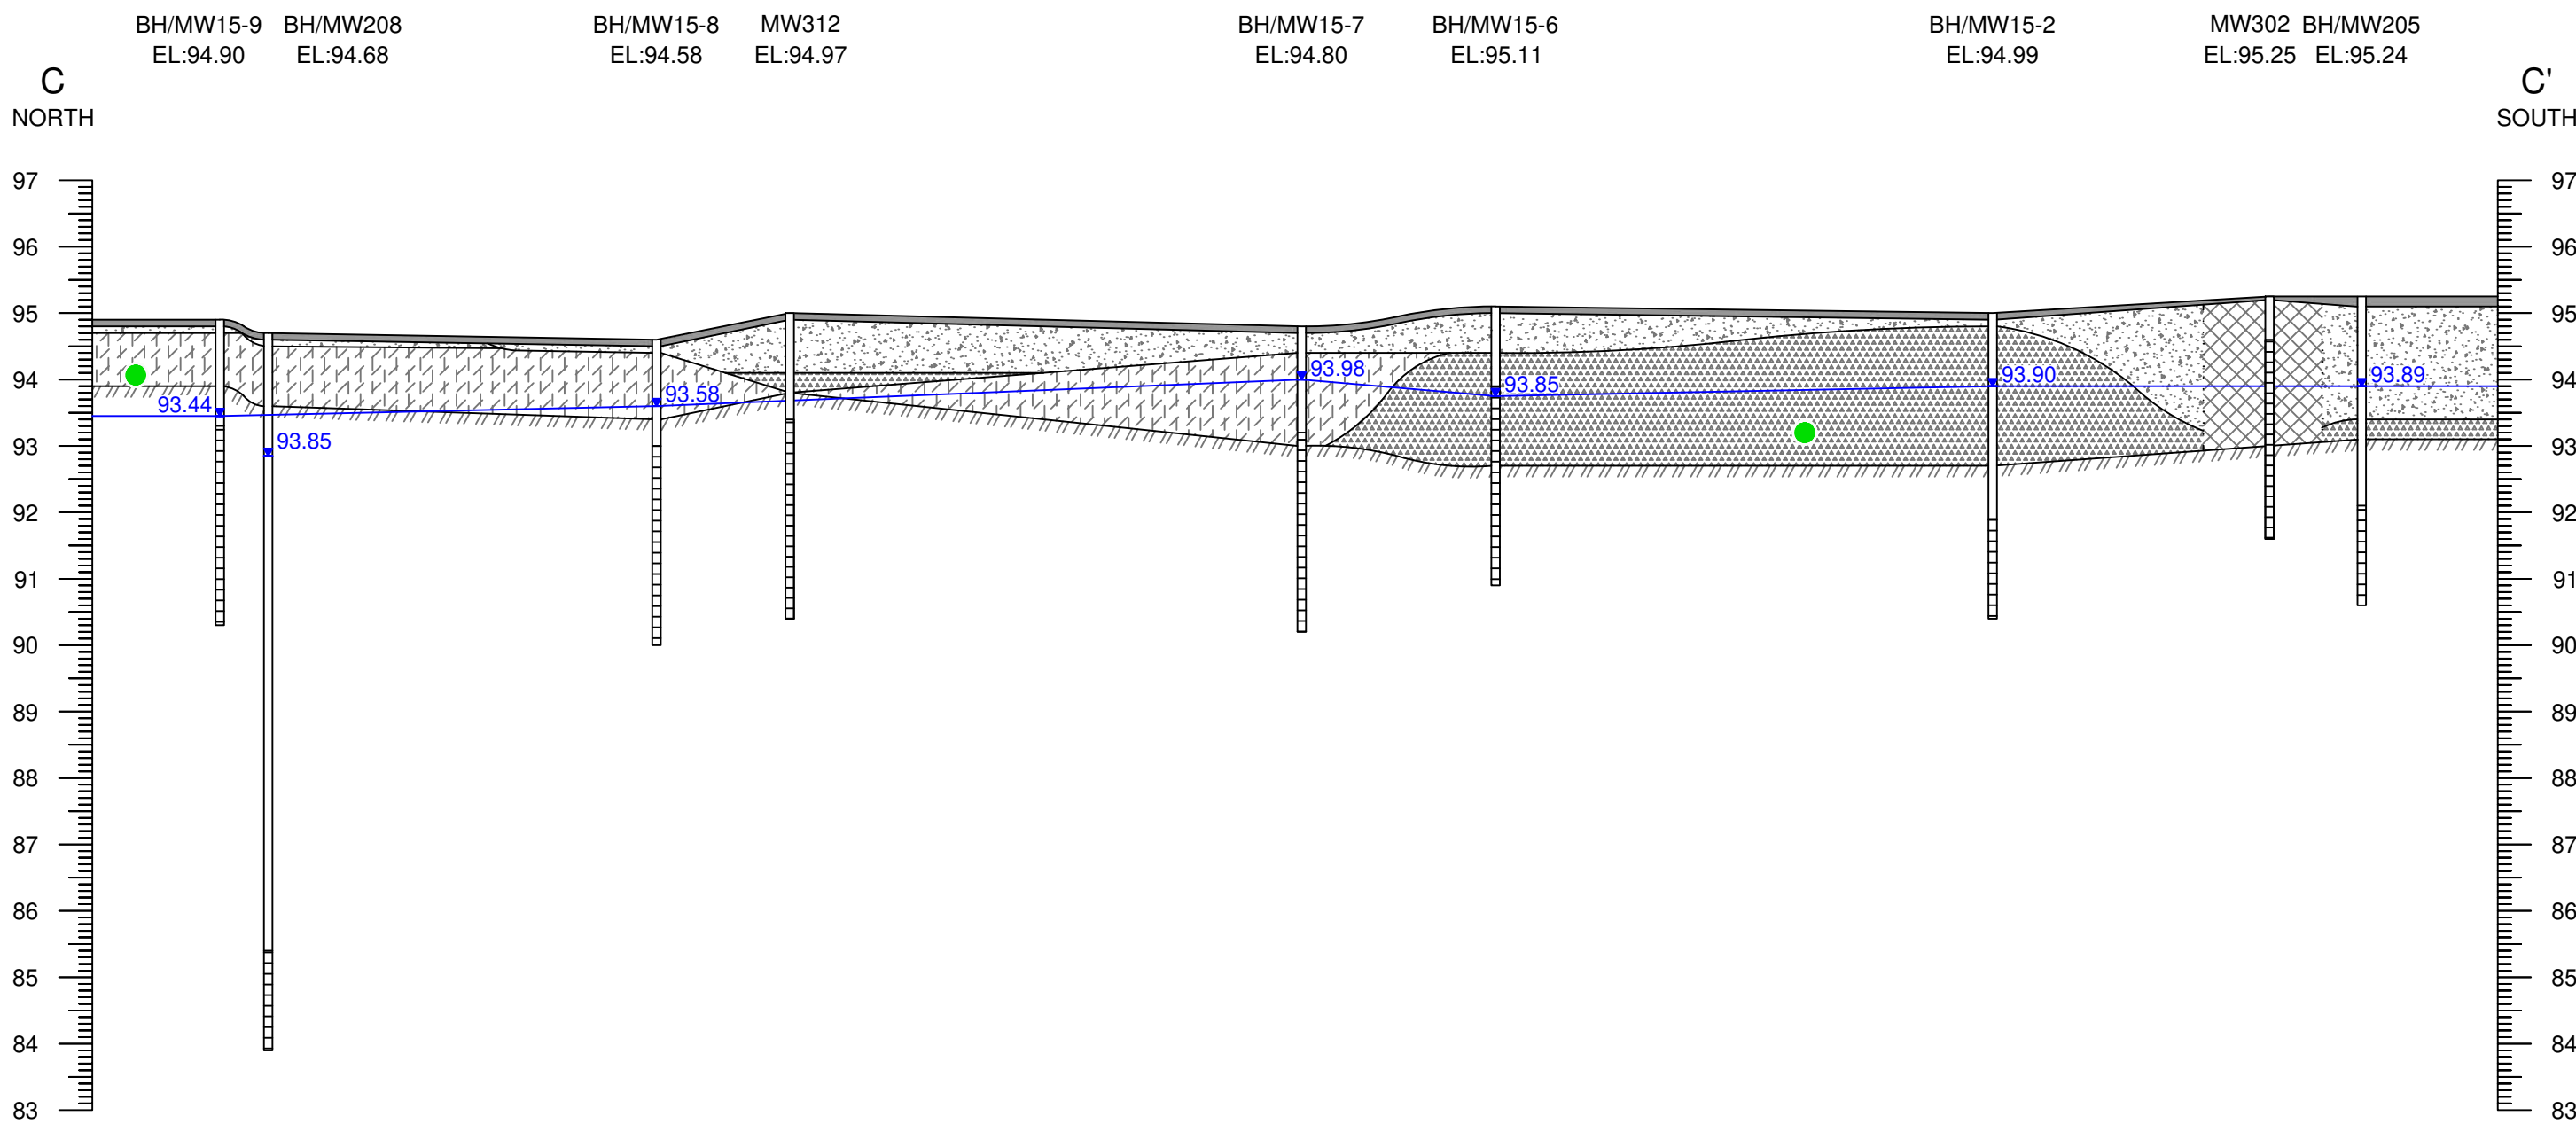 BH/MW15-9 BH/MW208 BH/MW15-8 MW312 BH/MW15-7 BH/MW15-6 BH/MW15-2 MW302 BH/MW205
EL:94.90 EL:94.68 EL:94.58 EL:94.97 EL:94.80 EL:95.11 EL:94.99 EL:95.25 EL:95.24
C C'
NORTH SOUTH
97 97
96 96
95 95
94 93.98 93.85 93.90 93.89 94
93.44 93.58
93 93.85 93
92 92
91 91
90 90
89 89
88 88
87 87
86 86
85 85
84 84
83 83